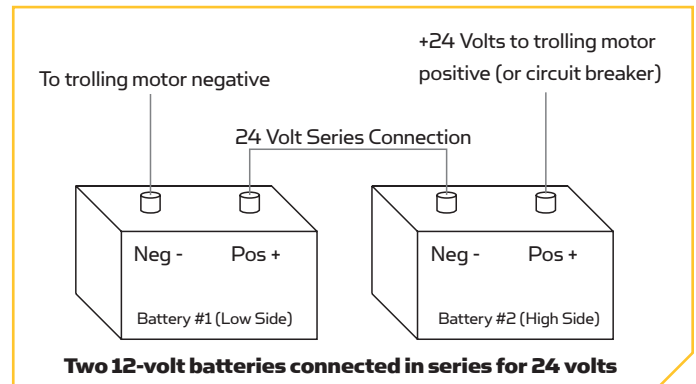 +24 Volts to trolling motor
positive (or circuit breaker)
To trolling motor negative
24 Volt Series Connection
Neg - Pos +
Battery #1 (Low Side)
Neg - Pos +
Battery #2 (High Side)
Two 12-volt batteries connected in series for 24 volts